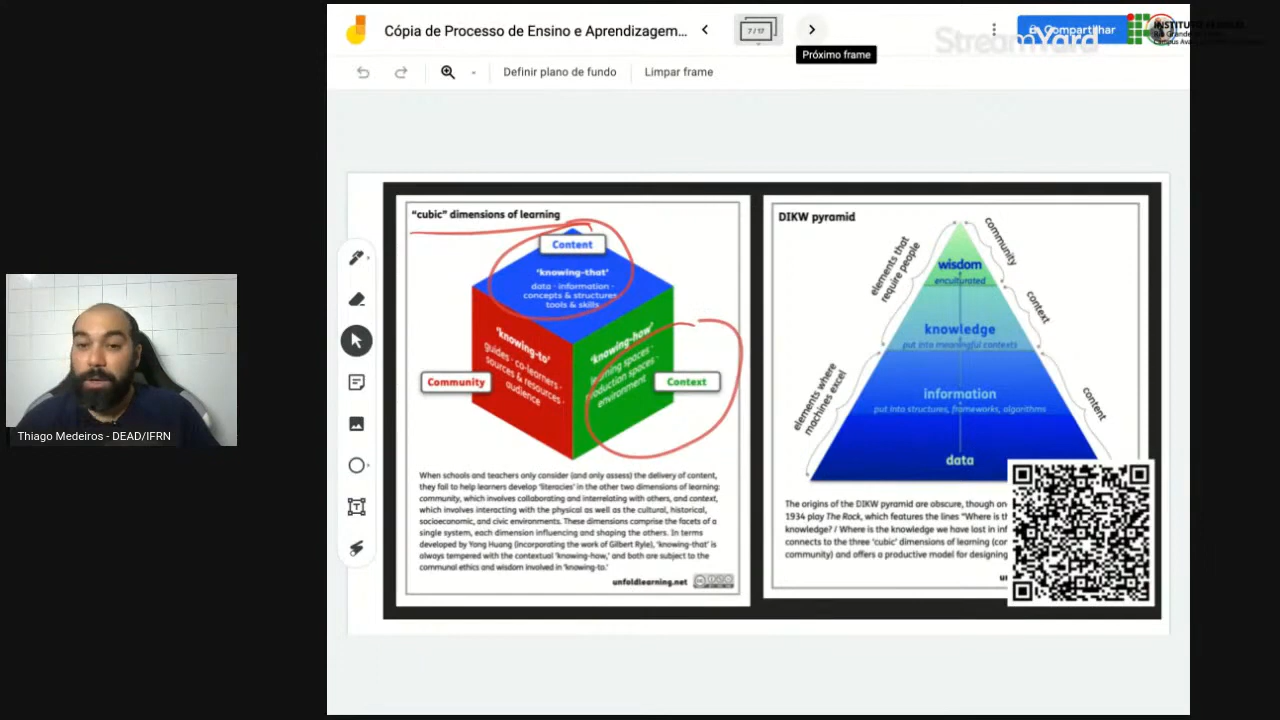 Cópia de Processo de Ensino e Aprendizagem...
7 / 17
Compartilhar
StreamYard
INSTITUTO FEDERAL
Próximo frame
Definir plano de fundo
Limpar frame
"cubic" dimensions of learning
Content
'knowing-that'
data · information ·
concepts & structures
tools & skills
'knowing-to'
guides · co-learners ·
sources & resources ·
audience
Community
'knowing-how'
learning spaces ·
production spaces ·
environment
Context
When schools and teachers only consider (and only assess) the delivery of content,
they fail to help learners develop 'literacies' in the other two dimensions of learning:
community, which involves collaborating and interrelating with others, and context,
which involves interacting with the physical as well as the cultural, historical,
socioeconomic, and civic environments. These dimensions comprise the facets of a
single system, each dimension influencing and shaping the others. In terms
developed by Yong Huang (incorporating the work of Gilbert Ryle), 'knowing-that' is
always tempered with the contextual 'knowing-how,' and both are subject to the
communal ethics and wisdom involved in 'knowing-to.'
unfoldlearning.net
DIKW pyramid
elements that
require people
community
wisdom
enculturated
context
knowledge
put into meaningful contexts
elements where
machines excel
information
put into structures, frameworks, algorithms
content
data
The origins of the DIKW pyramid are obscure, though on
1934 play The Rock, which features the lines "Where is th
knowledge? / Where is the knowledge we have lost in inf
connects to the three 'cubic' dimensions of learning (con
community) and offers a productive model for designing
Thiago Medeiros - DEAD/IFRN